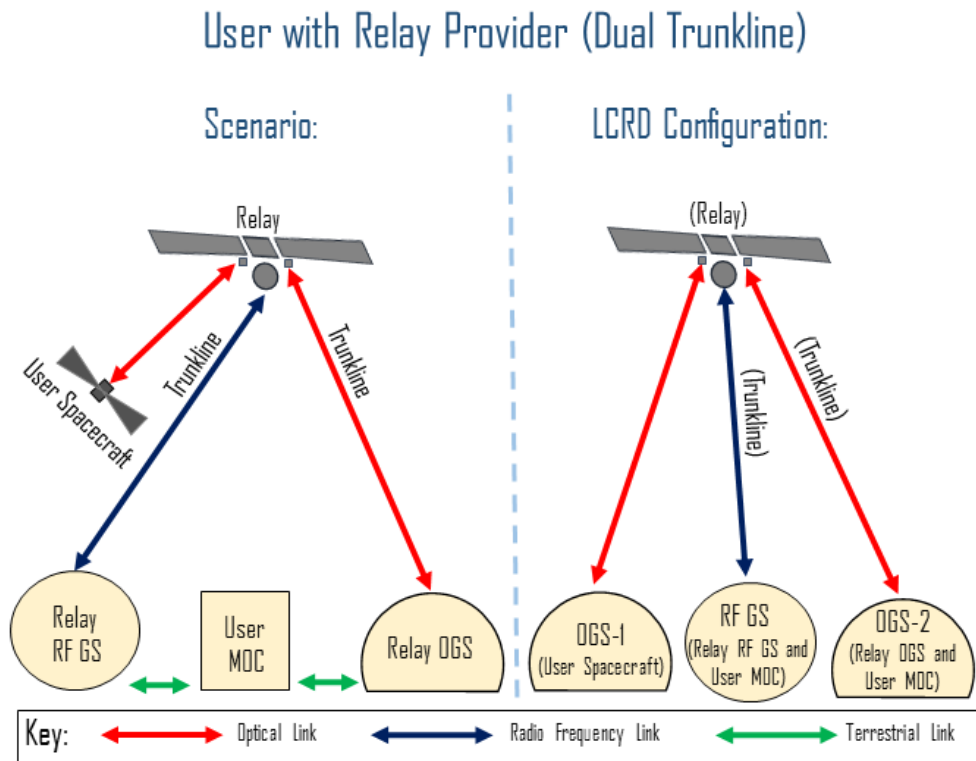 User with Relay Provider (Dual Trunkline)
Scenario:
LCRD Configuration:
Relay
(Relay)
User Spacecraft
Trunkline
Trunkline
(Trunkline)
(Trunkline)
Relay
RF GS
User
MOC
Relay OGS
OGS-1
(User Spacecraft)
RF GS
(Relay RF GS and
User MOC)
OGS-2
(Relay OGS and
User MOC)
Key:
Optical Link
Radio Frequency Link
Terrestrial Link